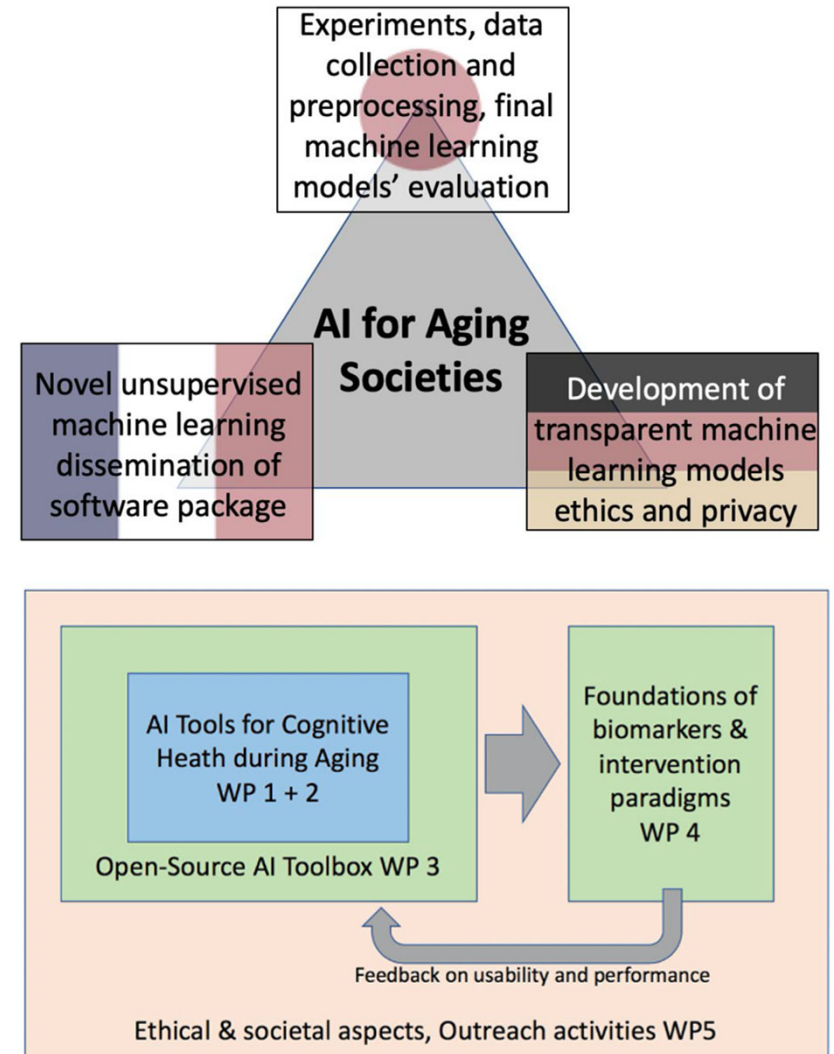 Experiments, data
collection and
preprocessing, final
machine learning
models’ evaluation
AI for Aging
Societies
Novel unsupervised
machine learning
dissemination of
software package
Development of
transparent machine
learning models
ethics and privacy
AI Tools for Cognitive
Heath during Aging
WP 1 + 2
Open-Source AI Toolbox WP 3
Foundations of
biomarkers &
intervention
paradigms
WP 4
Feedback on usability and performance
Ethical & societal aspects, Outreach activities WP5